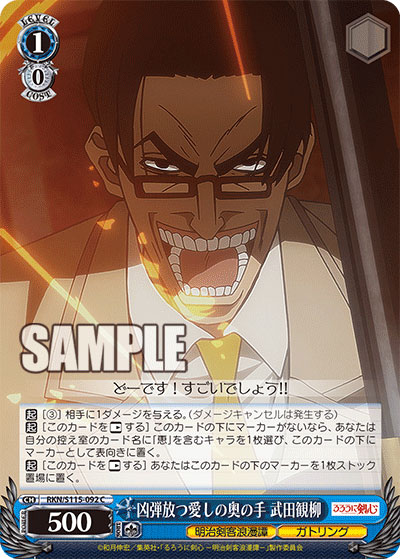 LEVEL
1
0
COST
SAMPLE
どーです！すごいでしょう!!
起 [③] 相手に1ダメージを与える。(ダメージキャンセルは発生する)
起 [このカードを する] このカードの下にマーカーがないなら、あなたは
自分の控え室のカード名に「恵」を含むキャラを1枚選び、このカードの下に
マーカーとして表向きに置く。
起 [このカードを する] あなたはこのカードの下のマーカーを1枚ストック
置場に置く。
CH RKN/S115-092 C
500
POWER
凶弾放つ愛しの奥の手 武田観柳
るろうに剣心
明治剣客浪漫譚 ガトリング
©和月伸宏／集英社・「るろうに剣心 －明治剣客浪漫譚－」製作委員会